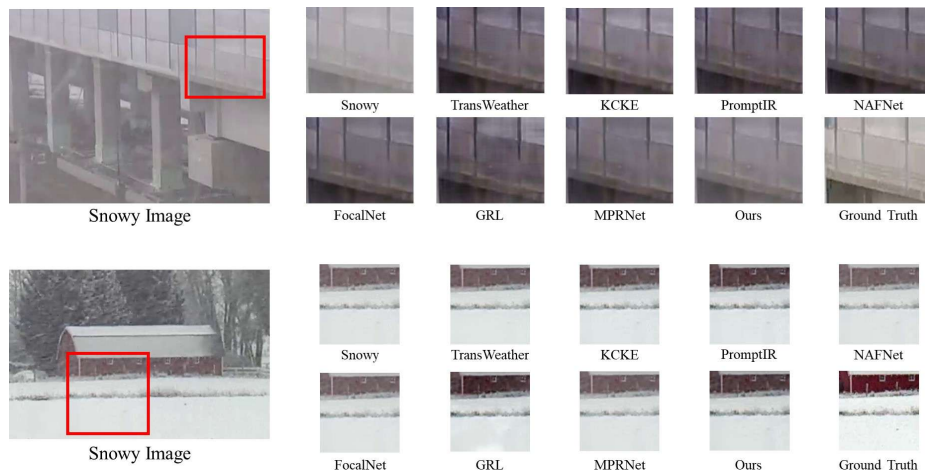 Snowy TransWeather KCKE PromptIR NAFNet
FocalNet GRL MPRNet Ours Ground Truth
Snowy Image
Snowy TransWeather KCKE PromptIR NAFNet
FocalNet GRL MPRNet Ours Ground Truth
Snowy Image